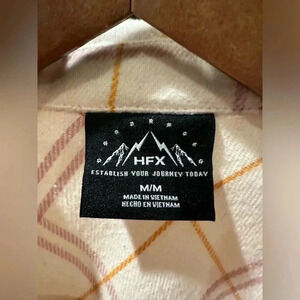 HFX
ESTABLISH YOUR JOURNEY TODAY
M/M
MADE IN VIETNAM
HECHO EN VIETNAM